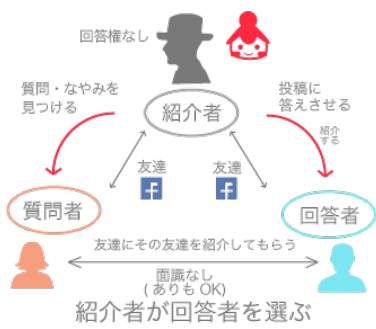 回答権なし
質問・なやみを
見つける
投稿に
答えさせる
紹介者
紹介
する
友達
友達
質問者
回答者
友達にその友達を紹介してもらう
面識なし
(ありもOK)
紹介者が回答者を選ぶ